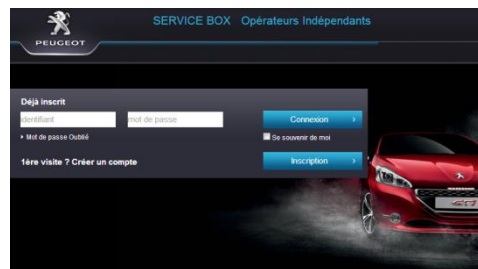 SERVICE BOX Opérateurs Indépendants
PEUGEOT
Déjà inscrit
identifiant
mot de passe
Connexion
Mot de passe Oublié
Se souvenir de moi
1ère visite ? Créer un compte
Inscription